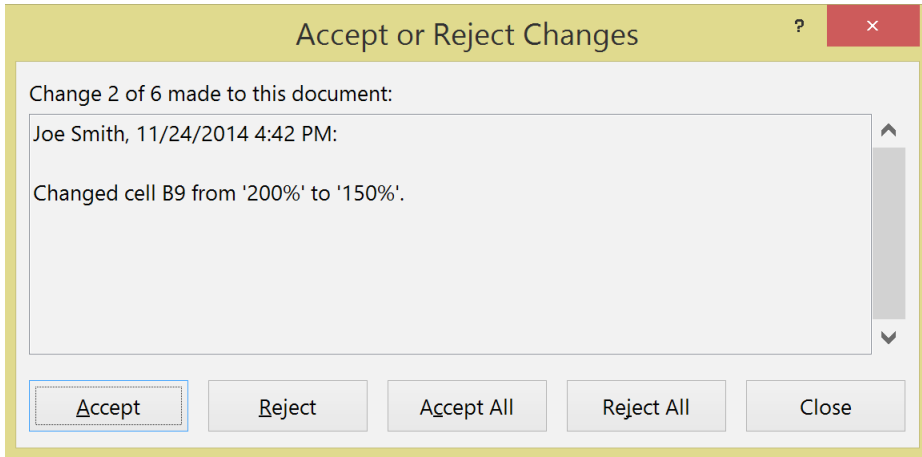 Accept or Reject Changes
?
×
Change 2 of 6 made to this document:
Joe Smith, 11/24/2014 4:42 PM:
Changed cell B9 from '200%' to '150%'.
Accept
Reject
Accept All
Reject All
Close